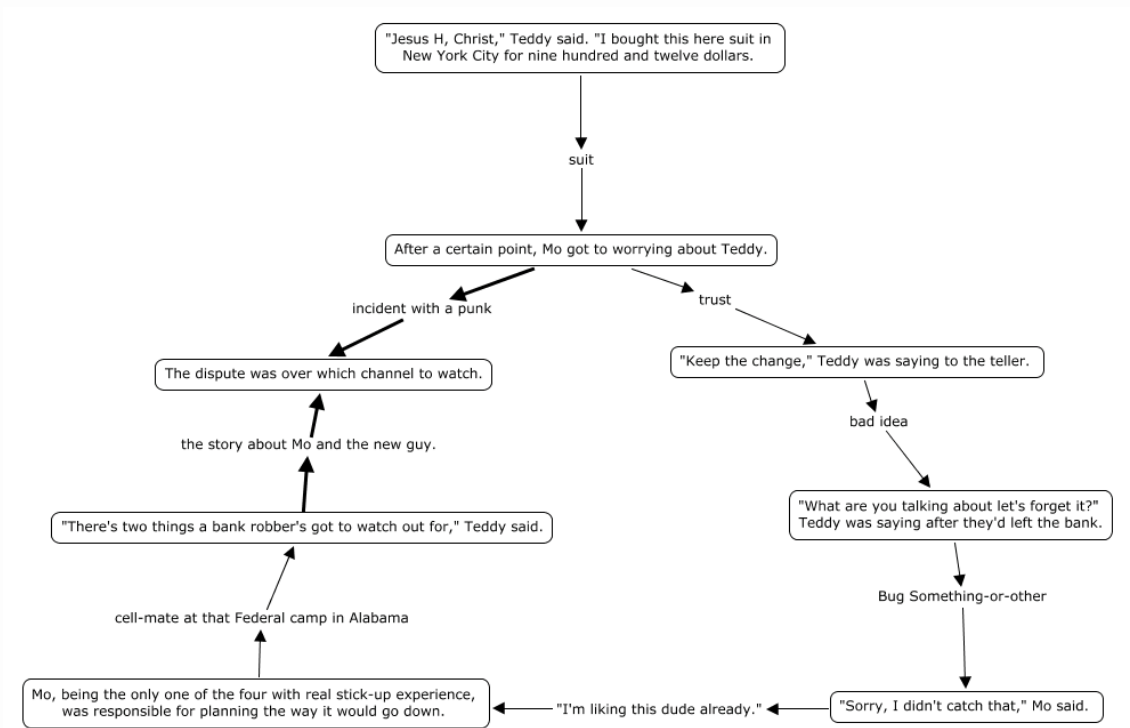 "Jesus H, Christ," Teddy said. "I bought this here suit in
New York City for nine hundred and twelve dollars.
suit
After a certain point, Mo got to worrying about Teddy.
incident with a punk
trust
The dispute was over which channel to watch.
"Keep the change," Teddy was saying to the teller.
the story about Mo and the new guy.
bad idea
"There's two things a bank robber's got to watch out for," Teddy said.
"What are you talking about let's forget it?"
Teddy was saying after they'd left the bank.
cell-mate at that Federal camp in Alabama
Bug Something-or-other
Mo, being the only one of the four with real stick-up experience,
was responsible for planning the way it would go down.
"I'm liking this dude already."
"Sorry, I didn't catch that," Mo said.